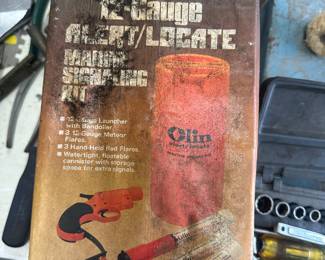 12 Gauge
ALERT/LOCATE
MARINE
SIGNALING
KIT
■ 12 Gauge Launcher
with Bandolier
■ 3 12 Gauge Meteor
Flares
■ 3 Hand-Held Red Flares
■ Watertight, floatable
cannister with storage
space for extra signals.
Olin